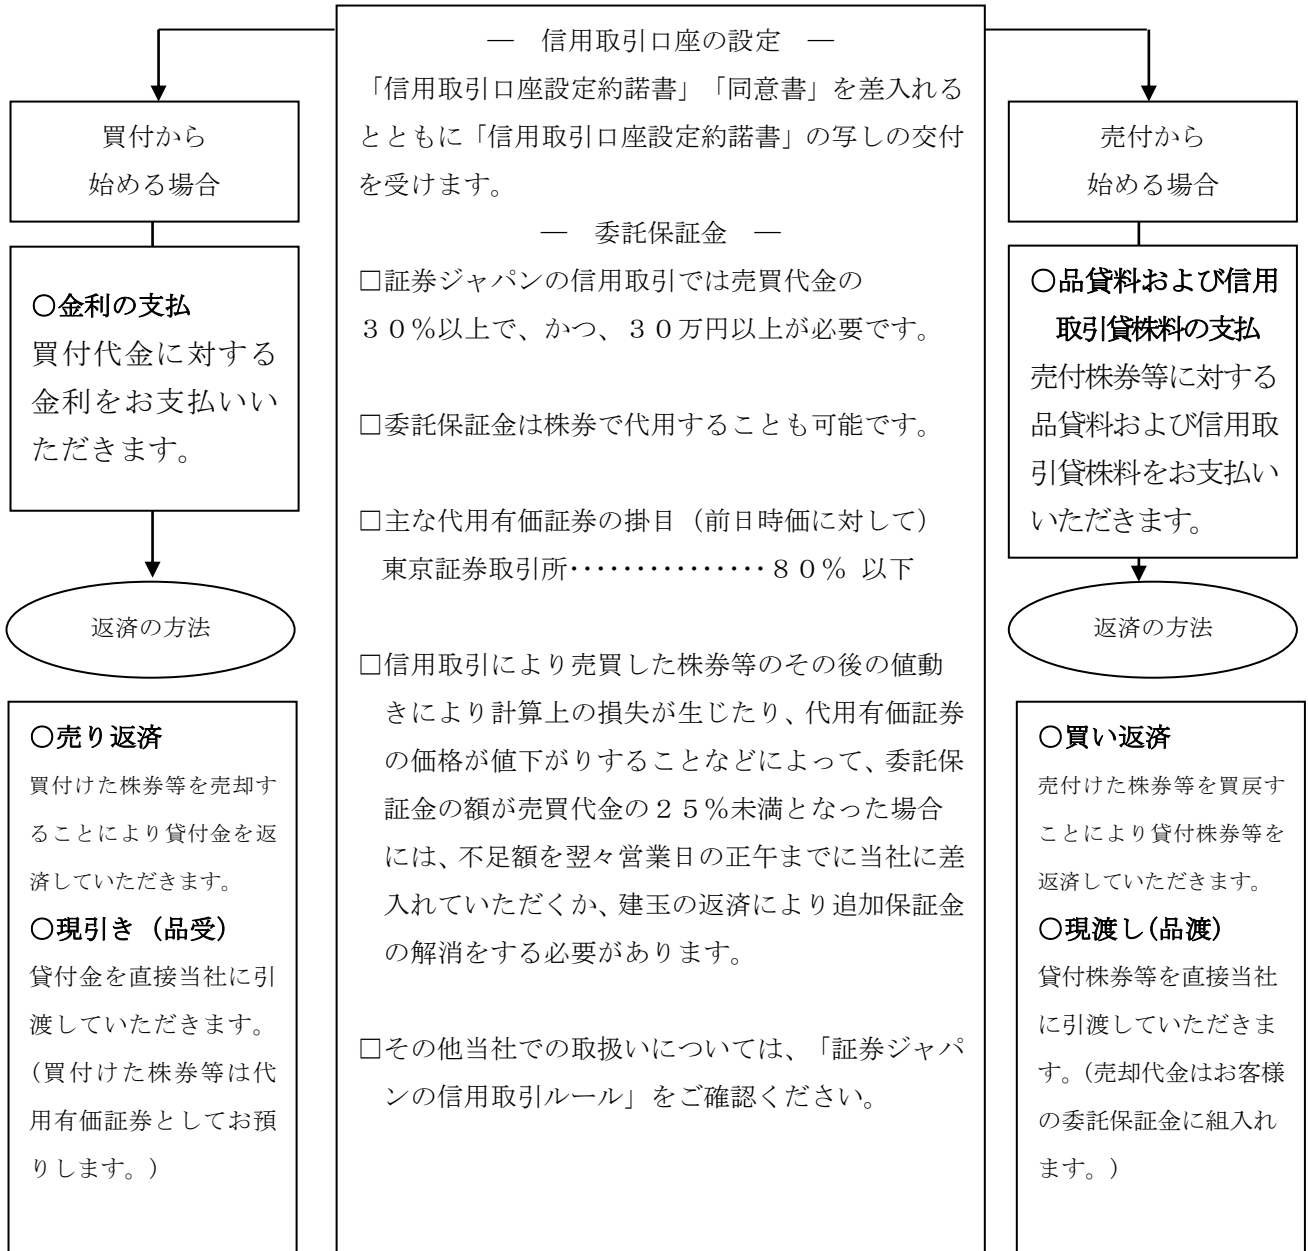 ― 信用取引口座の設定 ―
「信用取引口座設定約諾書」「同意書」を差入れる
とともに「信用取引口座設定約諾書」の写しの交付
を受けます。
― 委託保証金 ―
□証券ジャパンの信用取引では売買代金の
３０％以上で、かつ、３０万円以上が必要です。
□委託保証金は株券で代用することも可能です。
□主な代用有価証券の掛目（前日時価に対して）
東京証券取引所･･･････････････８０％ 以下
□信用取引により売買した株券等のその後の値動
きにより計算上の損失が生じたり、代用有価証券
の価格が値下がりすることなどによって、委託保
証金の額が売買代金の２５％未満となった場合
には、不足額を翌々営業日の正午までに当社に差
入れていただくか、建玉の返済により追加保証金
の解消をする必要があります。
□その他当社での取扱いについては、「証券ジャパ
ンの信用取引ルール」をご確認ください。
買付から
始める場合
○金利の支払
買付代金に対する
金利をお支払いい
ただきます。
返済の方法
○売り返済
買付けた株券等を売却す
ることにより貸付金を返
済していただきます。
○現引き（品受）
貸付金を直接当社に引
渡していただきます。
（買付けた株券等は代
用有価証券としてお預
りします。）
売付から
始める場合
○品貸料および信用
取引貸株料の支払
売付株券等に対する
品貸料および信用取
引貸株料をお支払い
いただきます。
返済の方法
○買い返済
売付けた株券等を買戻す
ことにより貸付株券等を
返済していただきます。
○現渡し（品渡）
貸付株券等を直接当社
に引渡していただきま
す。（売却代金はお客様
の委託保証金に組入れ
ます。）